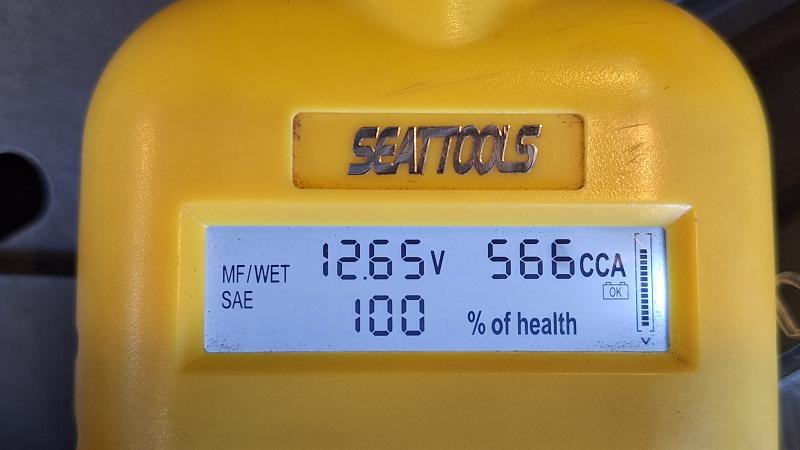 SEATTOOLS
MF/WET 12.65V 566CCA
SAE OK
100 % of health